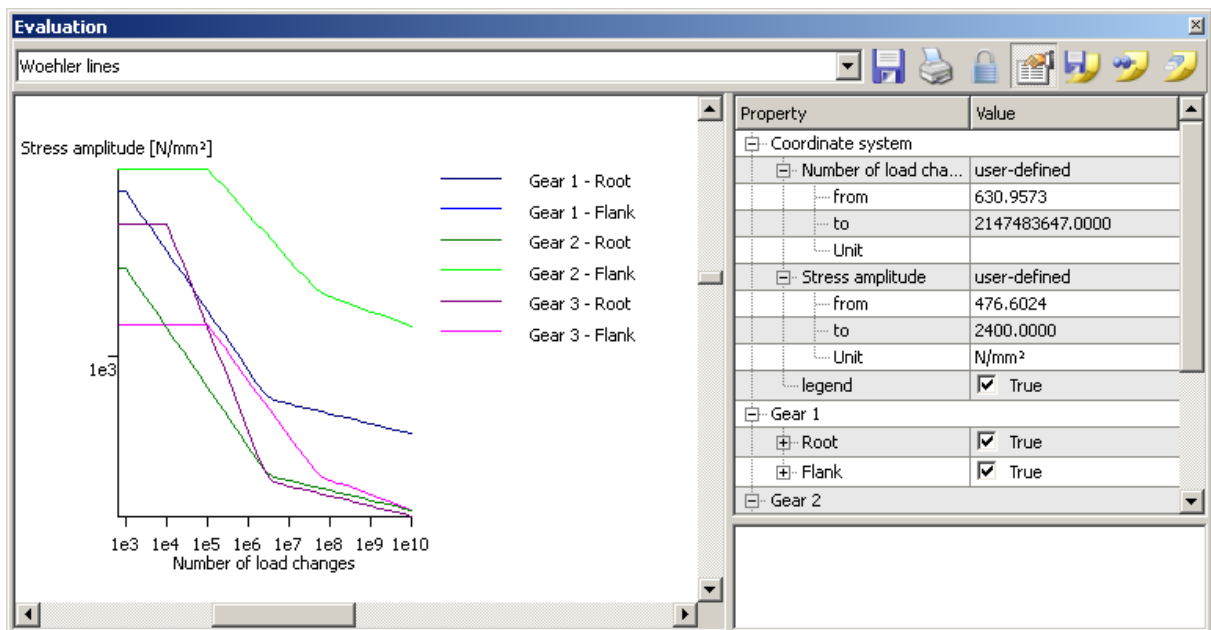 Evaluation
Woehler lines
Stress amplitude [N/mm²]
1e3
1e3 1e4 1e5 1e6 1e7 1e8 1e9 1e10
Number of load changes
Gear 1 - Root
Gear 1 - Flank
Gear 2 - Root
Gear 2 - Flank
Gear 3 - Root
Gear 3 - Flank
Property Value
Coordinate system
Number of load cha... user-defined
from 630.9573
to 2147483647.0000
Unit
Stress amplitude user-defined
from 476.6024
to 2400.0000
Unit N/mm²
legend True
Gear 1
Root True
Flank True
Gear 2